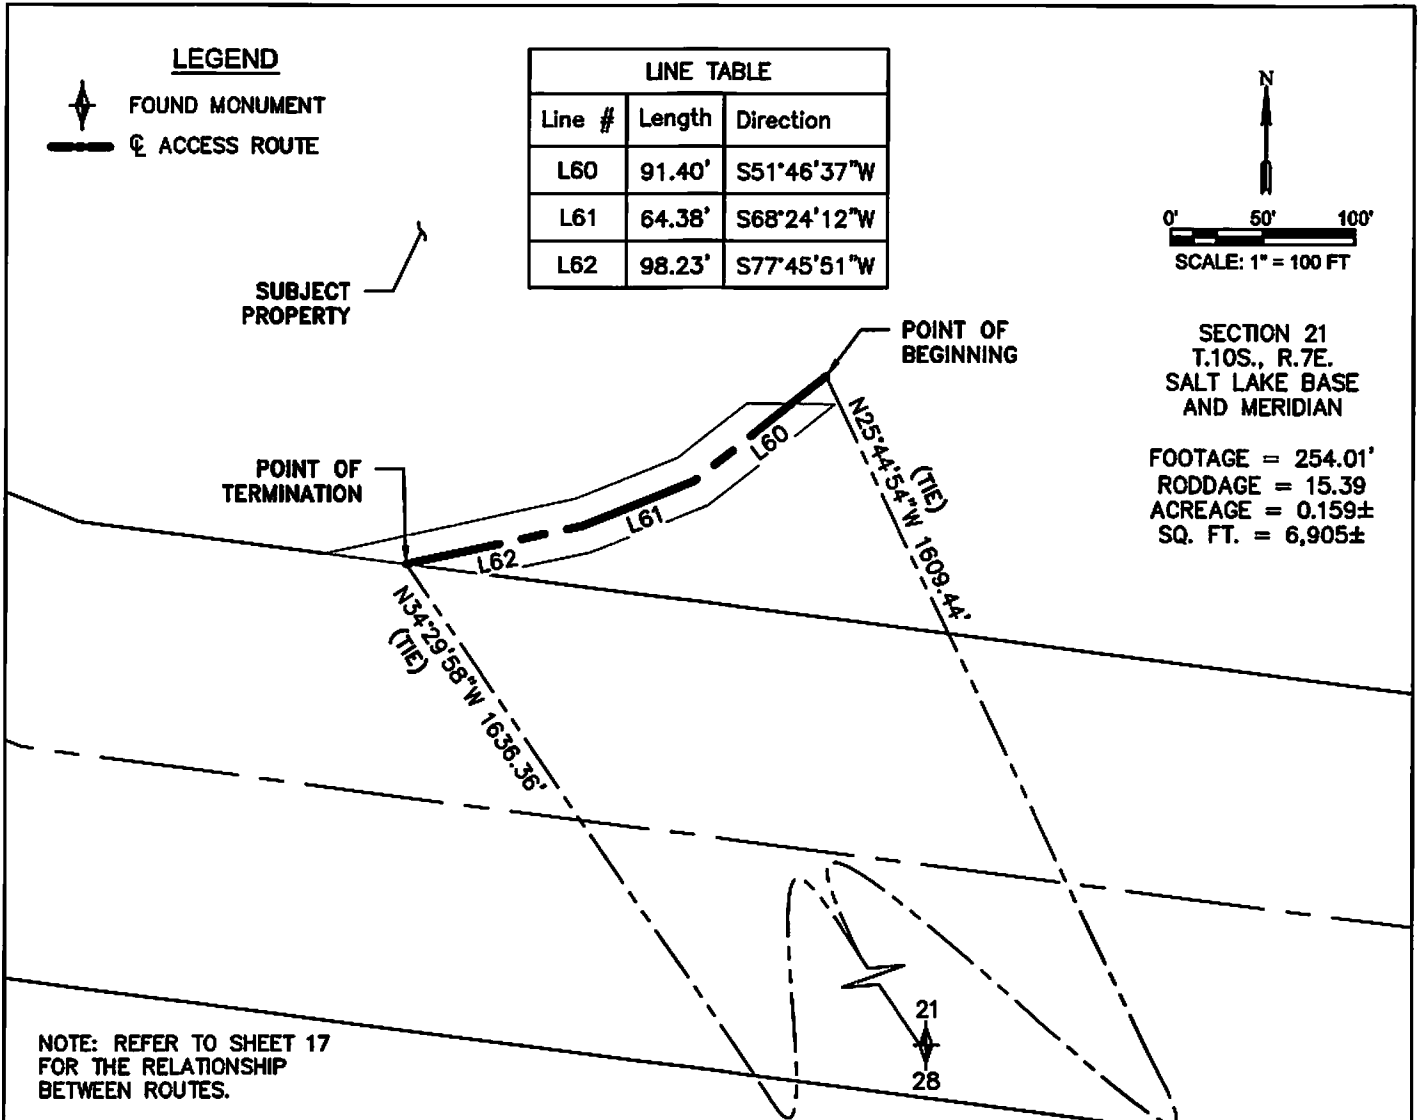 LEGEND
FOUND MONUMENT
℄ ACCESS ROUTE
LINE TABLE
Line # Length Direction
L60 91.40' S51°46'37"W
L61 64.38' S68°24'12"W
L62 98.23' S77°45'51"W
N
0' 50' 100'
SCALE: 1" = 100 FT
SUBJECT
PROPERTY
POINT OF
BEGINNING
SECTION 21
T.10S., R.7E.
SALT LAKE BASE
AND MERIDIAN
FOOTAGE = 254.01'
RODDAGE = 15.39
ACREAGE = 0.159±
SQ. FT. = 6,905±
POINT OF
TERMINATION
L60
L61
L62
N25°44'54"W 1609.44'
(TIE)
N34°29'58"W 1636.36'
(TIE)
21
28
NOTE: REFER TO SHEET 17
FOR THE RELATIONSHIP
BETWEEN ROUTES.